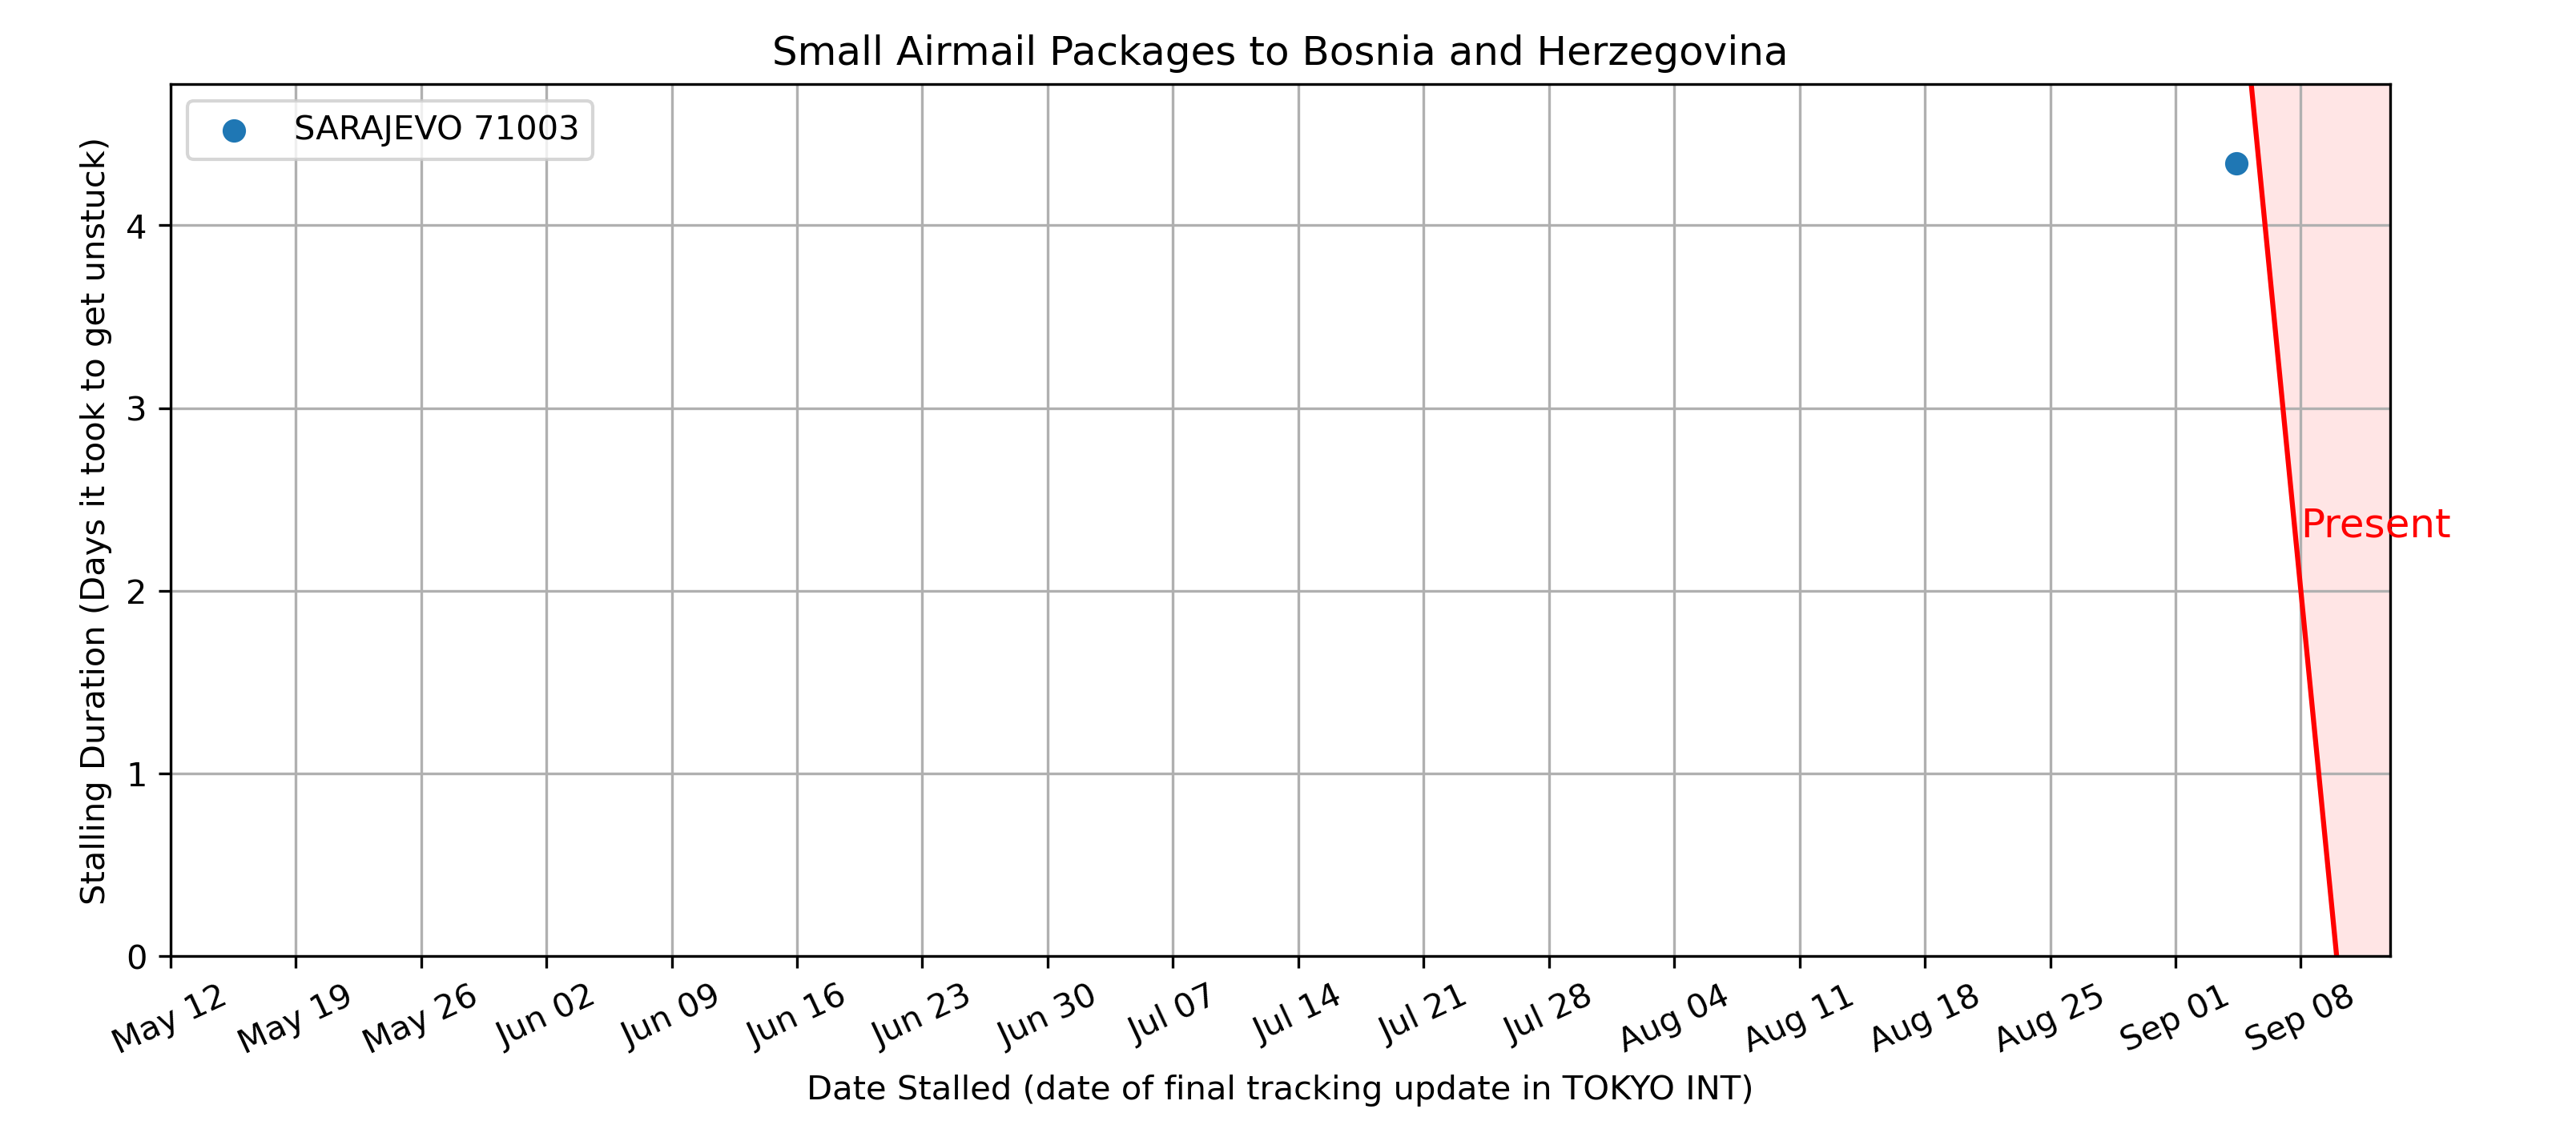 Small Airmail Packages to Bosnia and Herzegovina
SARAJEVO 71003
Stalling Duration (Days it took to get unstuck)
4
3
2
1
0
Present
May 12
May 19
May 26
Jun 02
Jun 09
Jun 16
Jun 23
Jun 30
Jul 07
Jul 14
Jul 21
Jul 28
Aug 04
Aug 11
Aug 18
Aug 25
Sep 01
Sep 08
Date Stalled (date of final tracking update in TOKYO INT)